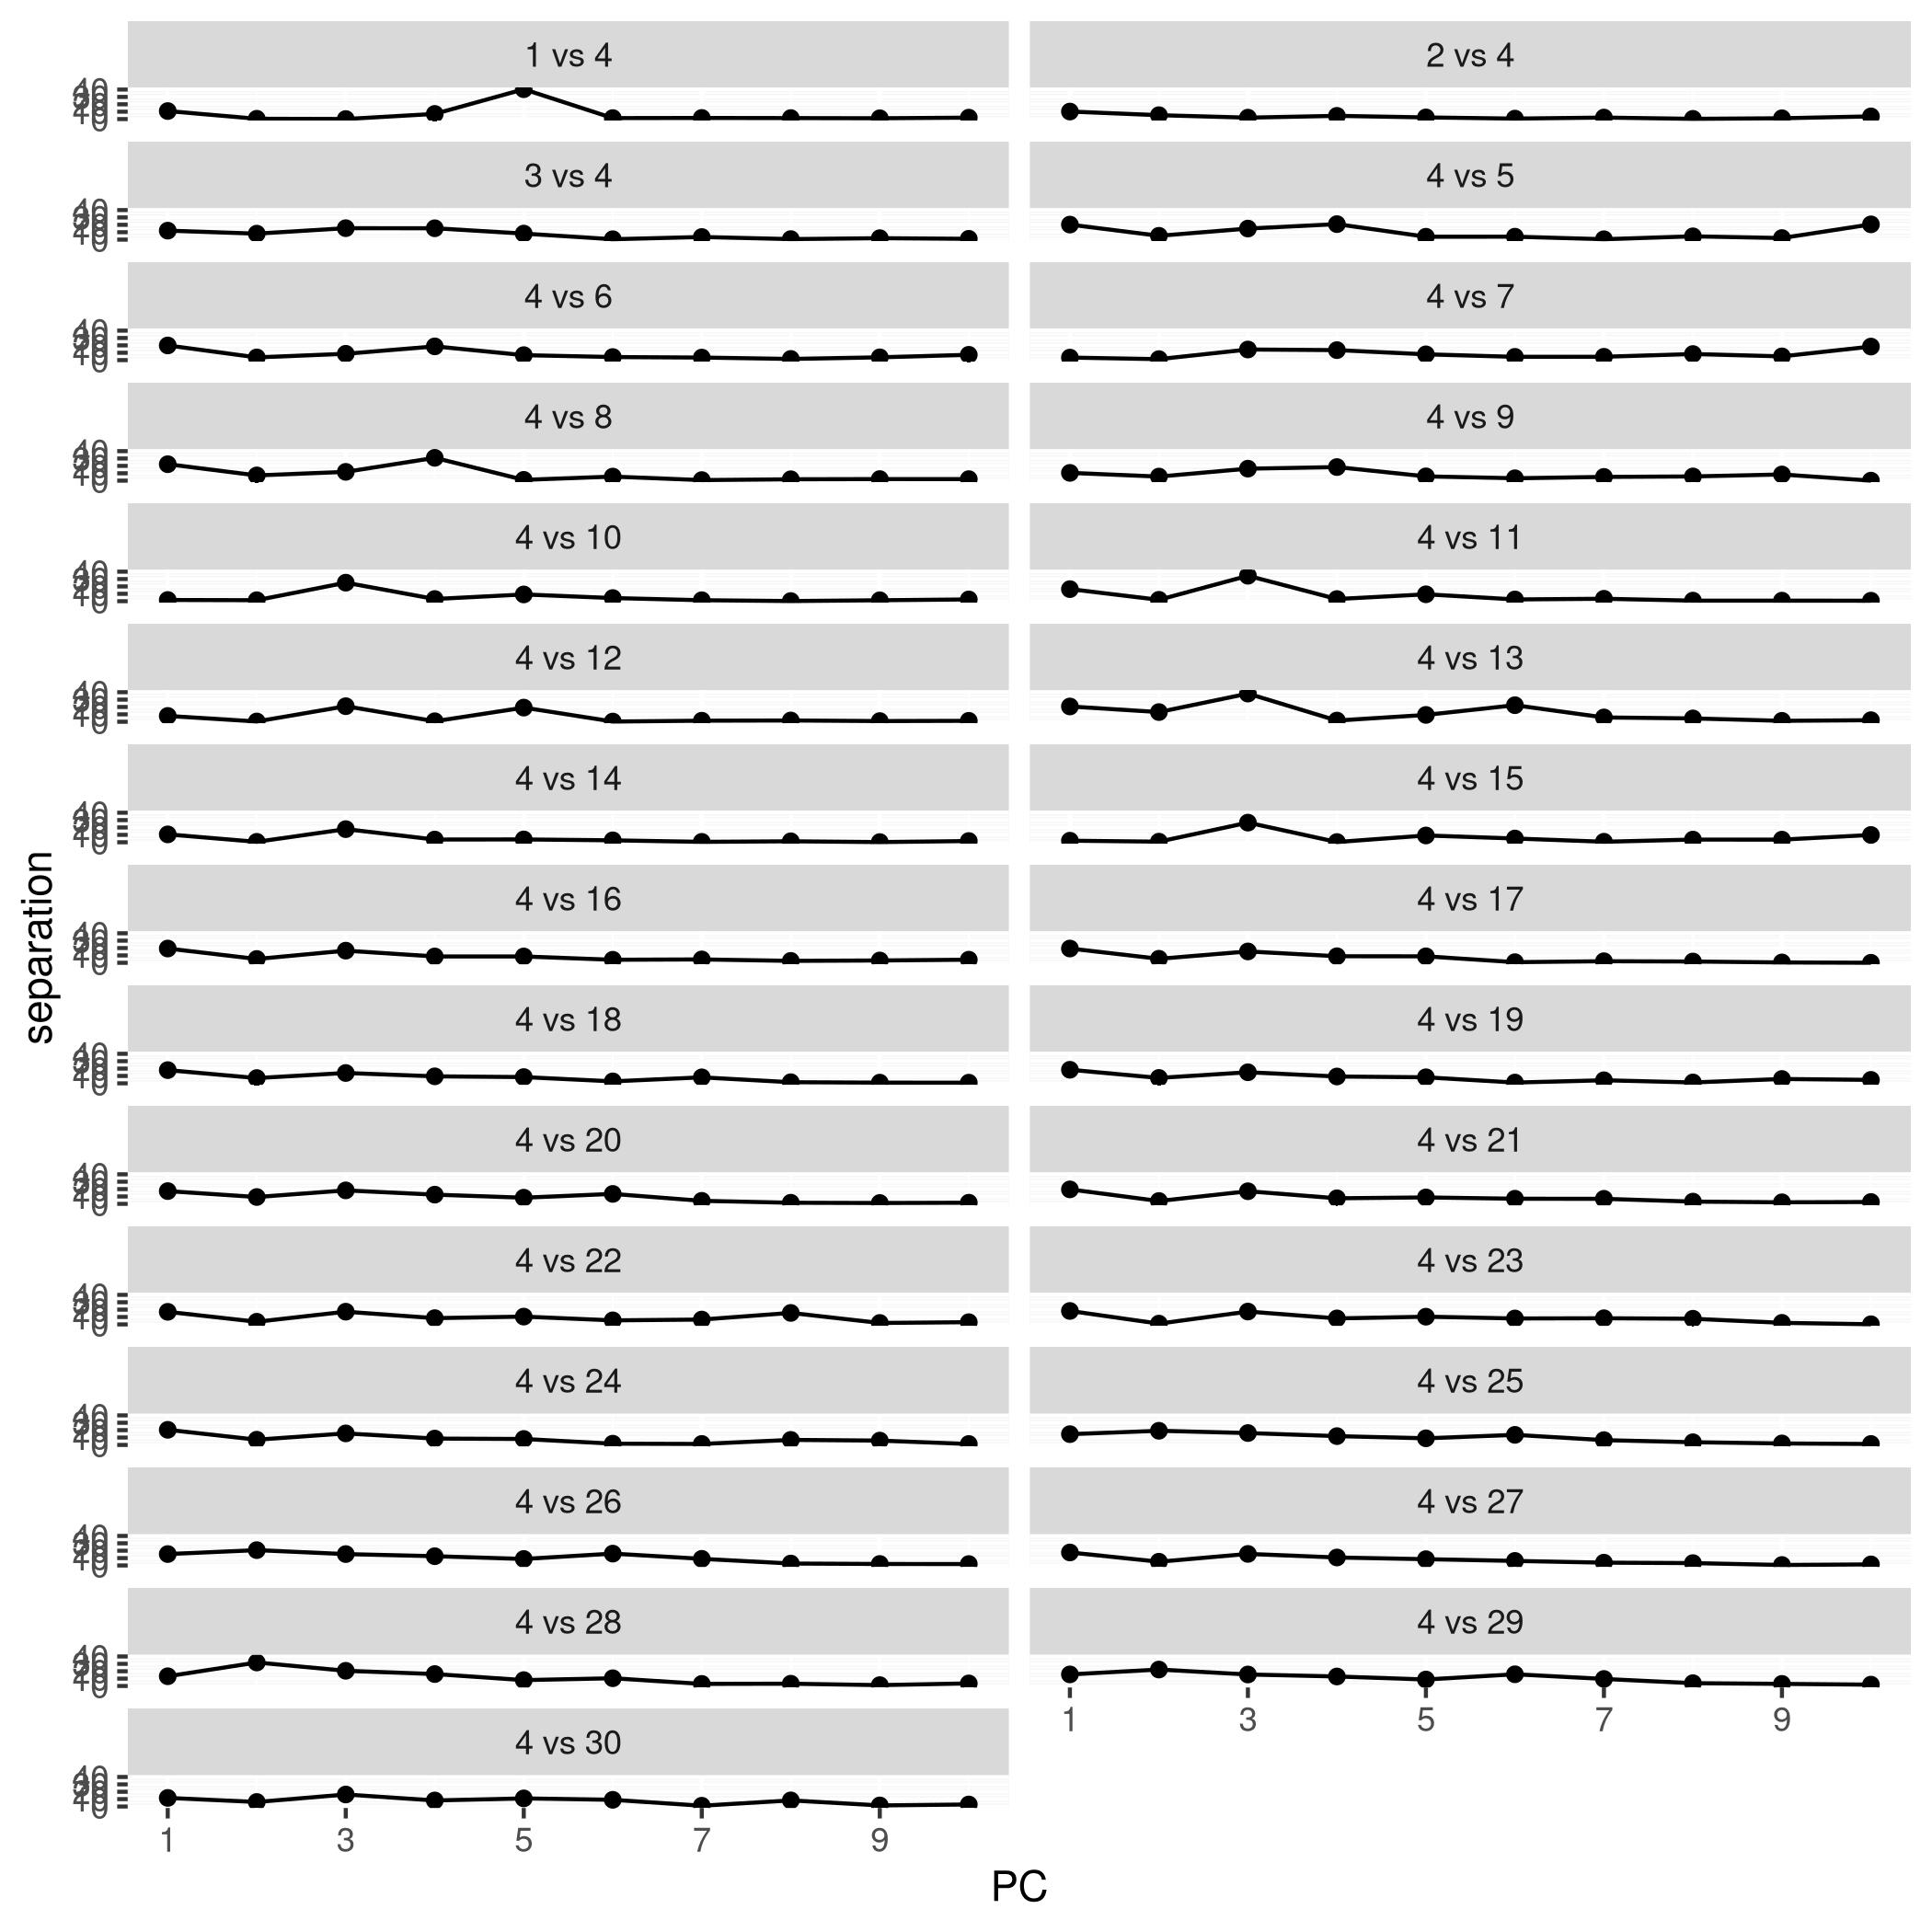 1 vs 4
2 vs 4
3 vs 4
4 vs 5
4 vs 6
4 vs 7
4 vs 8
4 vs 9
4 vs 10
4 vs 11
4 vs 12
4 vs 13
4 vs 14
4 vs 15
4 vs 16
4 vs 17
4 vs 18
4 vs 19
4 vs 20
4 vs 21
4 vs 22
4 vs 23
4 vs 24
4 vs 25
4 vs 26
4 vs 27
4 vs 28
4 vs 29
1 3 5 7 9
4 vs 30
1 3 5 7 9
separation
PC